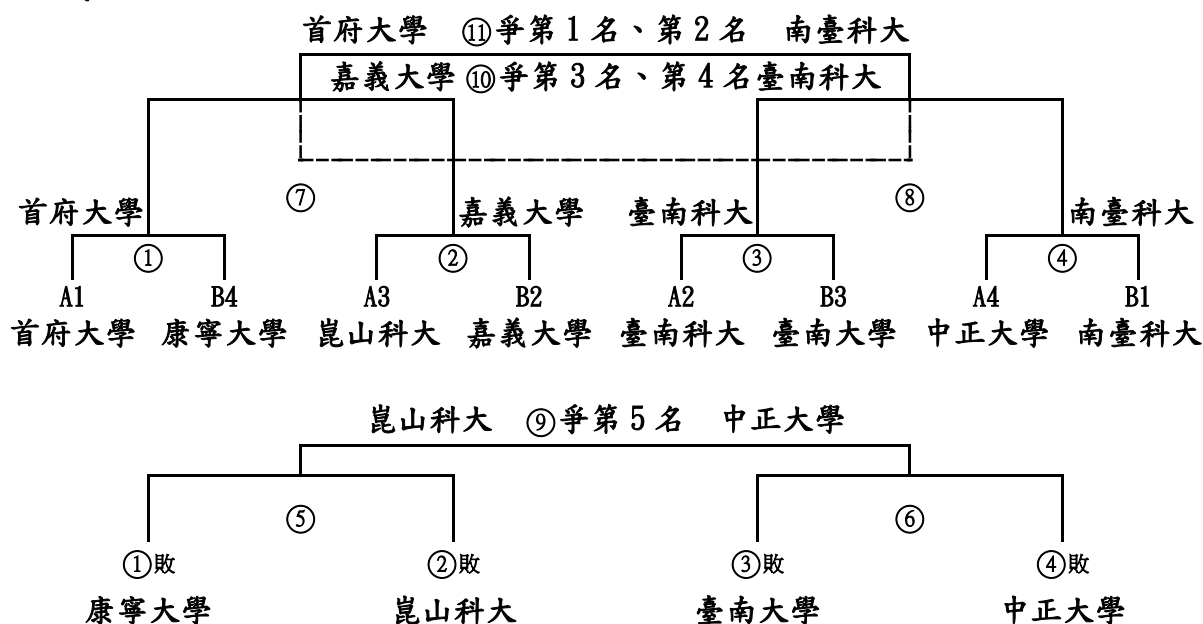 首府大學 ⑪爭第1名、第2名 南臺科大
嘉義大學⑩爭第3名、第4名臺南科大
⑦ ⑧
首府大學 嘉義大學 臺南科大 南臺科大
① ② ③ ④
A1 B4 A3 B2 A2 B3 A4 B1
首府大學 康寧大學 崑山科大 嘉義大學 臺南科大 臺南大學 中正大學 南臺科大
崑山科大 ⑨爭第5名 中正大學
⑤ ⑥
①敗 ②敗 ③敗 ④敗
康寧大學 崑山科大 臺南大學 中正大學